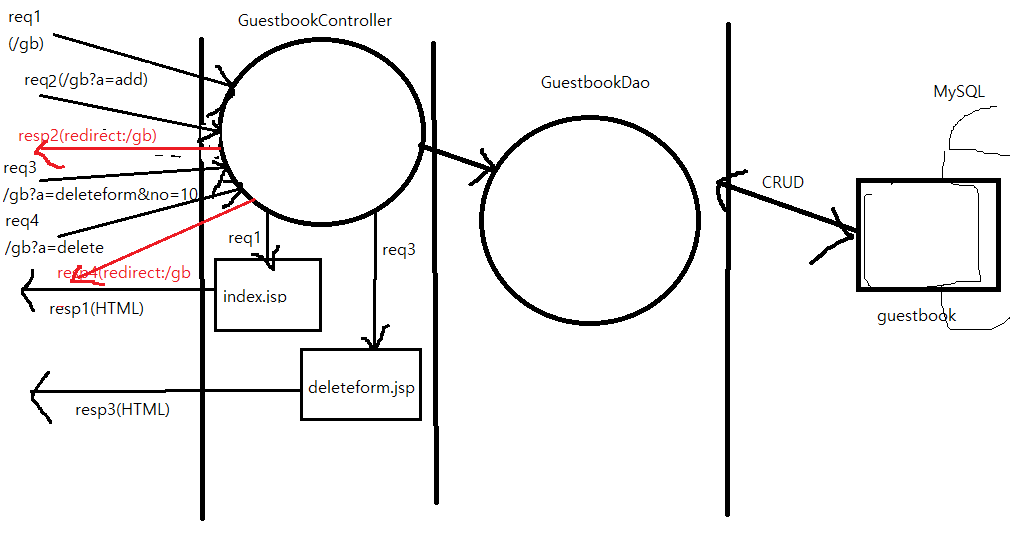 req1
(/gb)
GuestbookController
req2(/gb?a=add)
GuestbookDao
MySQL
resp2(redirect:/gb)
req3
/gb?a=deleteform&no=10
CRUD
req4
/gb?a=delete
req1
req3
resp4(redirect:/gb
index.jsp
resp1(HTML)
guestbook
deleteform.jsp
resp3(HTML)